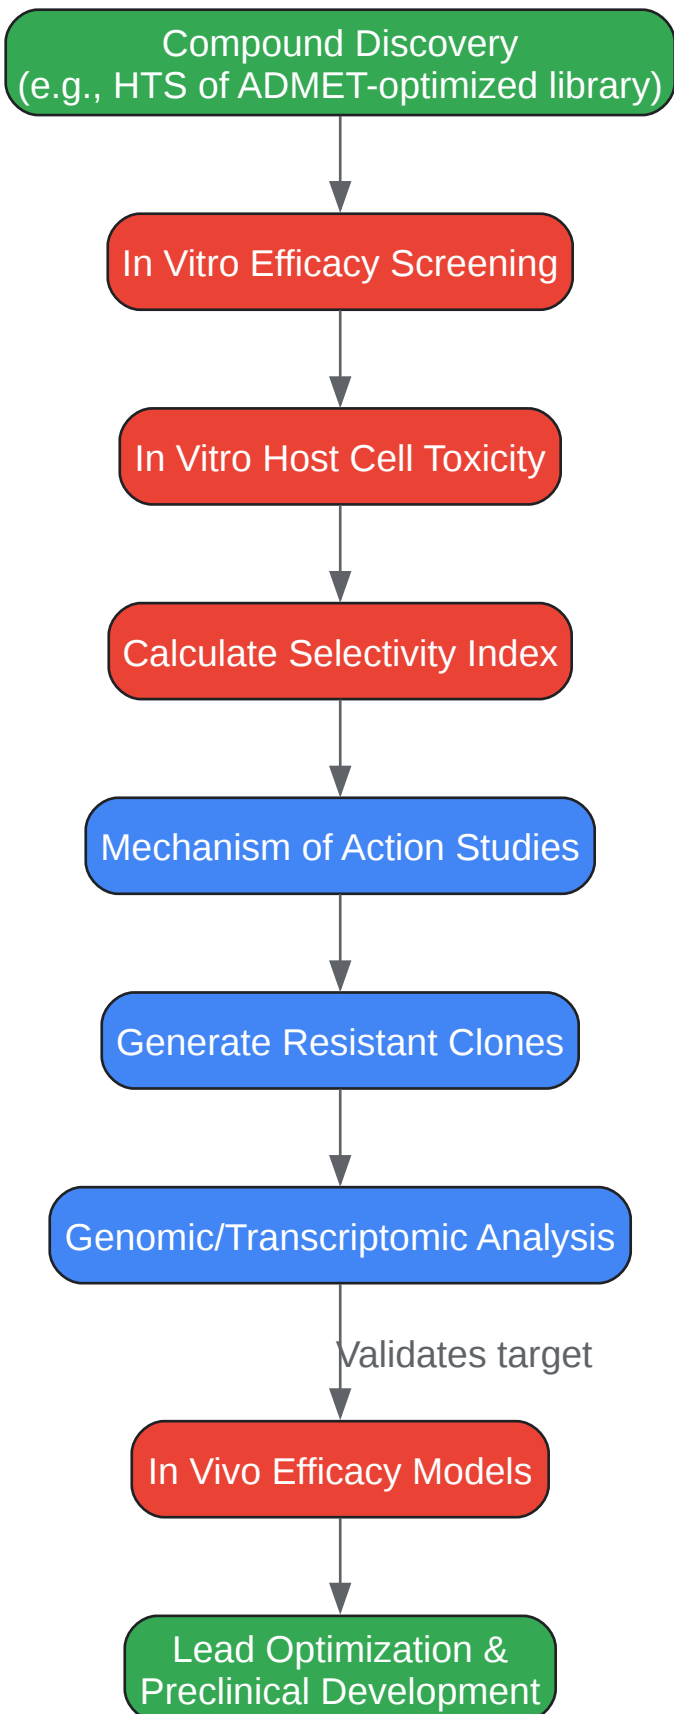 Compound Discovery
(e.g., HTS of ADMET-optimized library)
In Vitro Efficacy Screening
In Vitro Host Cell Toxicity
Calculate Selectivity Index
Mechanism of Action Studies
Generate Resistant Clones
Genomic/Transcriptomic Analysis
Validates target
In Vivo Efficacy Models
Lead Optimization &
Preclinical Development